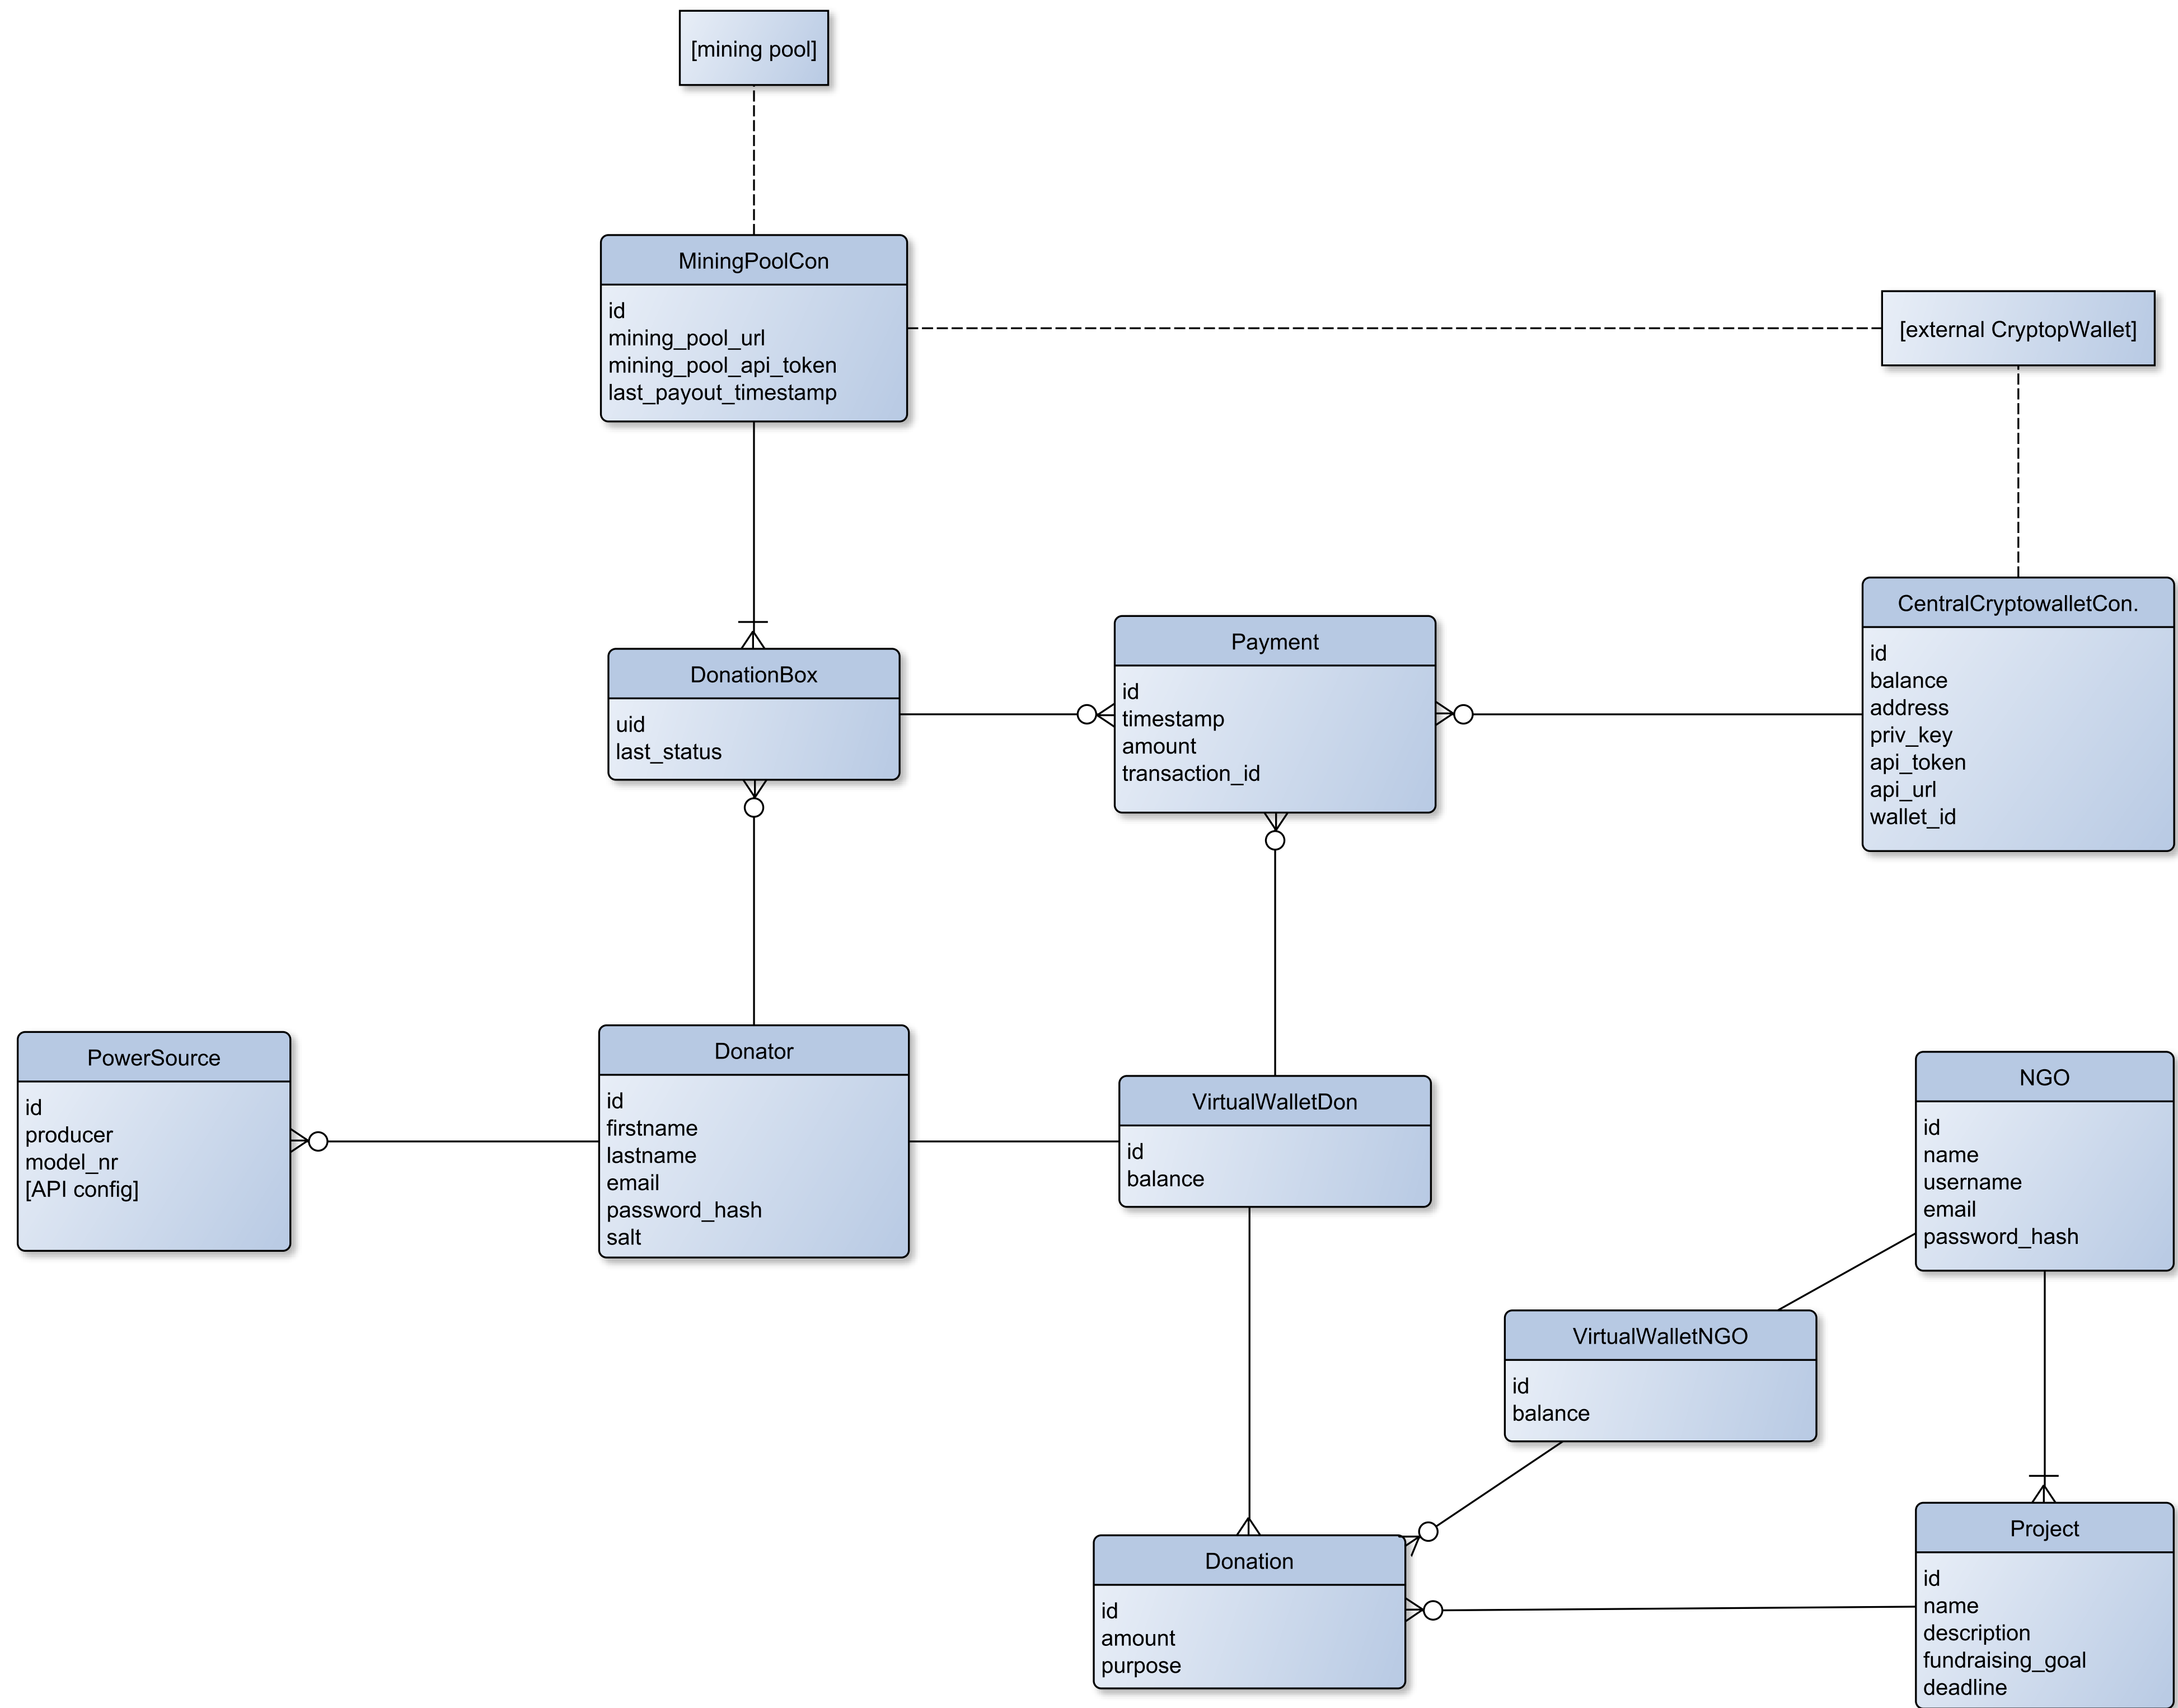 [mining pool]
MiningPoolCon
id
mining_pool_url
mining_pool_api_token
last_payout_timestamp
[external CryptopWallet]
CentralCryptowalletCon.
id
balance
address
priv_key
api_token
api_url
wallet_id
Payment
id
timestamp
amount
transaction_id
DonationBox
uid
last_status
PowerSource
id
producer
model_nr
[API config]
Donator
id
firstname
lastname
email
password_hash
salt
VirtualWalletDon
id
balance
NGO
id
name
username
email
password_hash
VirtualWalletNGO
id
balance
Donation
id
amount
purpose
Project
id
name
description
fundraising_goal
deadline